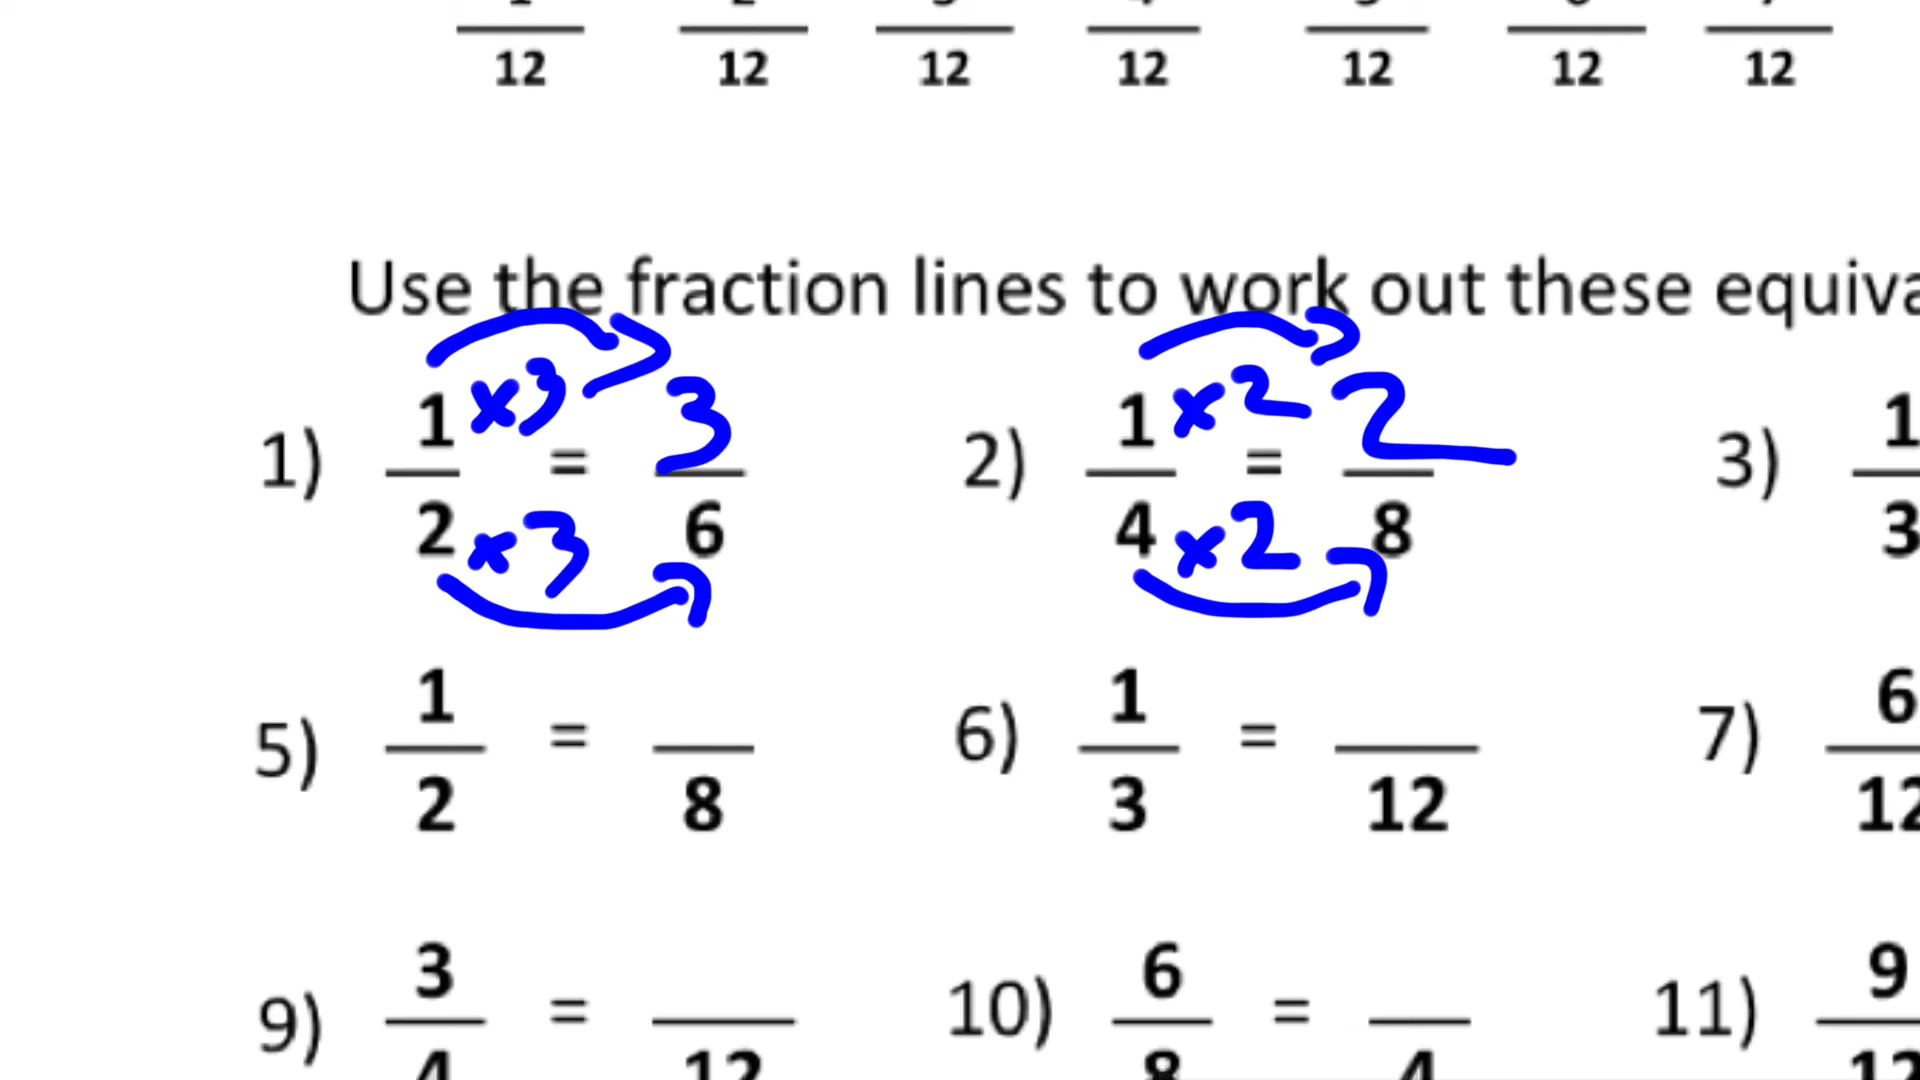 12 12 12 12 12 12 12
Use the fraction lines to work out these equiva
1) 1 ×3 = 3
2 ×3 6
2) 1 ×2 = 2
4 ×2 8
3) 1
3
5) 1 =
2 8
6) 1 =
3 12
7) 6
12
9) 3 =
4 12
10) 6 =
8 4
11) 9
12